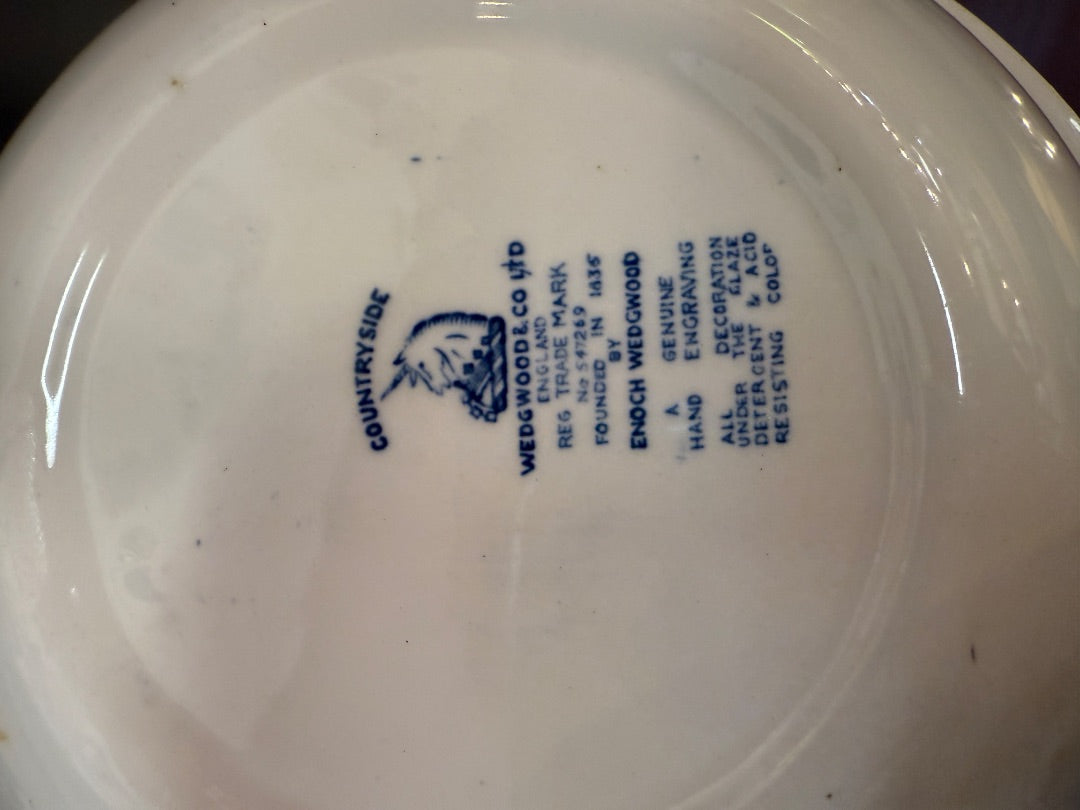 COUNTRYSIDE
WEDGWOOD & CO LTD
ENGLAND
REG TRADE MARK
No 547269
FOUNDED IN 1835
BY
ENOCH WEDGWOOD
A GENUINE
HAND ENGRAVING
ALL DECORATION
UNDER THE GLAZE
DETERGENT & ACID
RESISTING COLOR